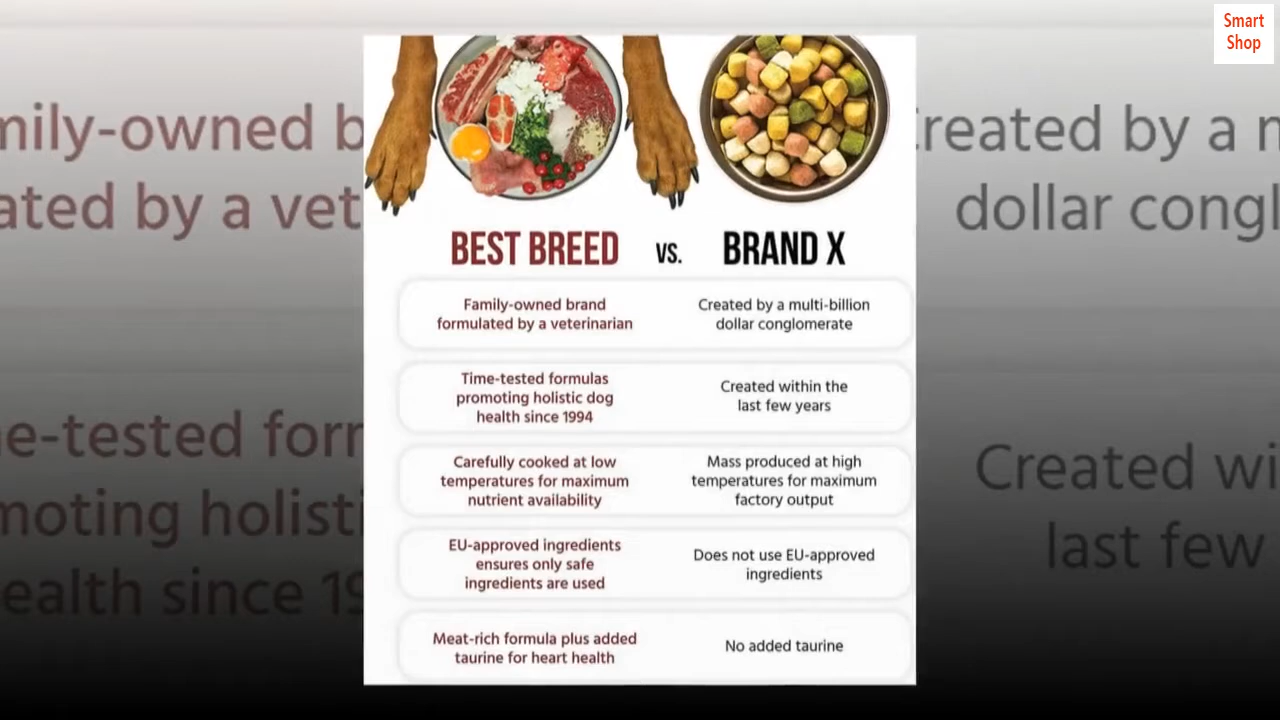 Smart
Shop
BEST BREED VS. BRAND X
Family-owned brand
formulated by a veterinarian
Created by a multi-billion
dollar conglomerate
Time-tested formulas
promoting holistic dog
health since 1994
Created within the
last few years
Carefully cooked at low
temperatures for maximum
nutrient availability
Mass produced at high
temperatures for maximum
factory output
EU-approved ingredients
ensures only safe
ingredients are used
Does not use EU-approved
ingredients
Meat-rich formula plus added
taurine for heart health
No added taurine